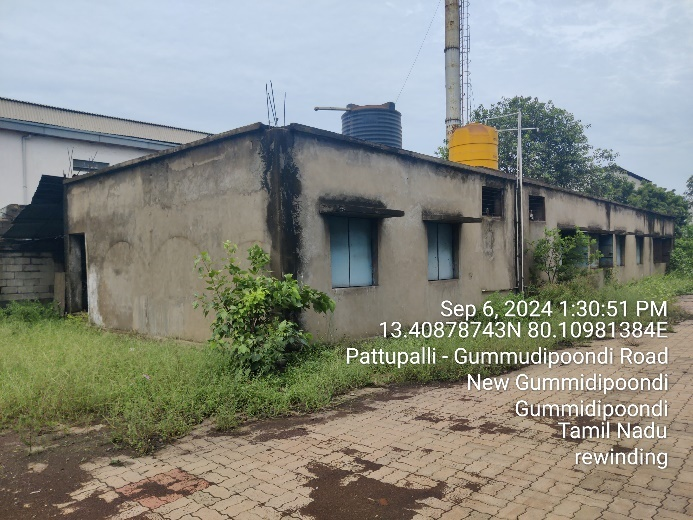 Sep 6, 2024 1:30:51 PM
13.40878743N 80.10981384E
Pattupalli - Gummudipoondi Road
New Gummidipoondi
Gummidipoondi
Tamil Nadu
rewinding